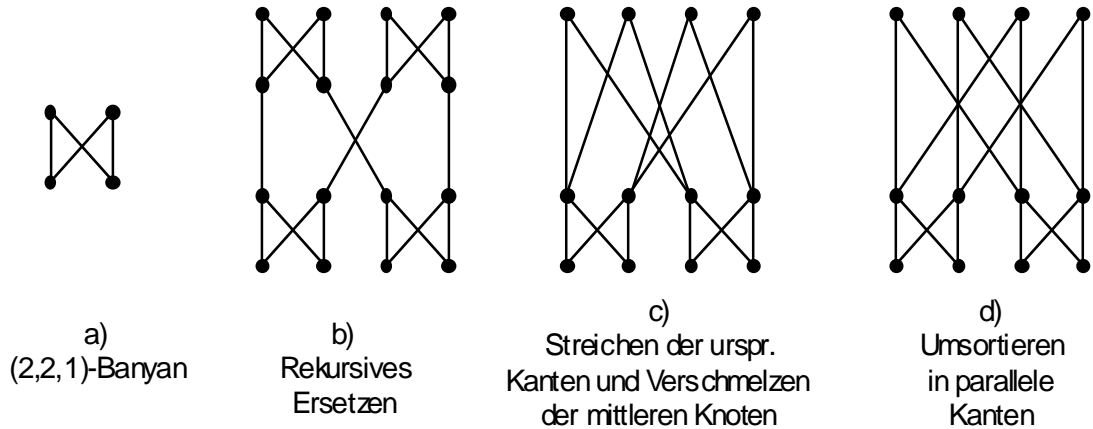 a)
(2,2,1)-Banyan
b)
Rekursives
Ersetzen
c)
Streichen der urspr.
Kanten und Verschmelzen
der mittleren Knoten
d)
Umsortieren
in parallele
Kanten